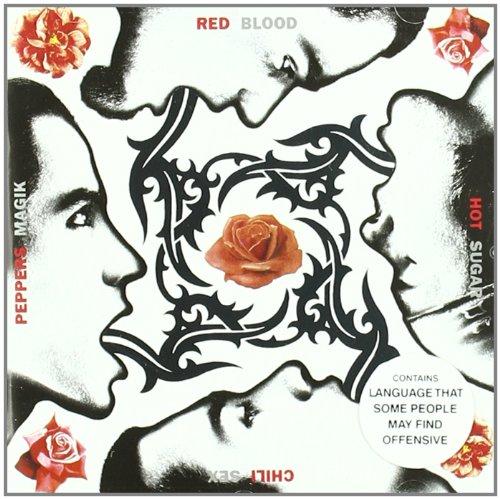 RED BLOOD
HOT SUGAR
CHILI SEX
PEPPERS MAGIK
CONTAINS
LANGUAGE THAT
SOME PEOPLE
MAY FIND
OFFENSIVE